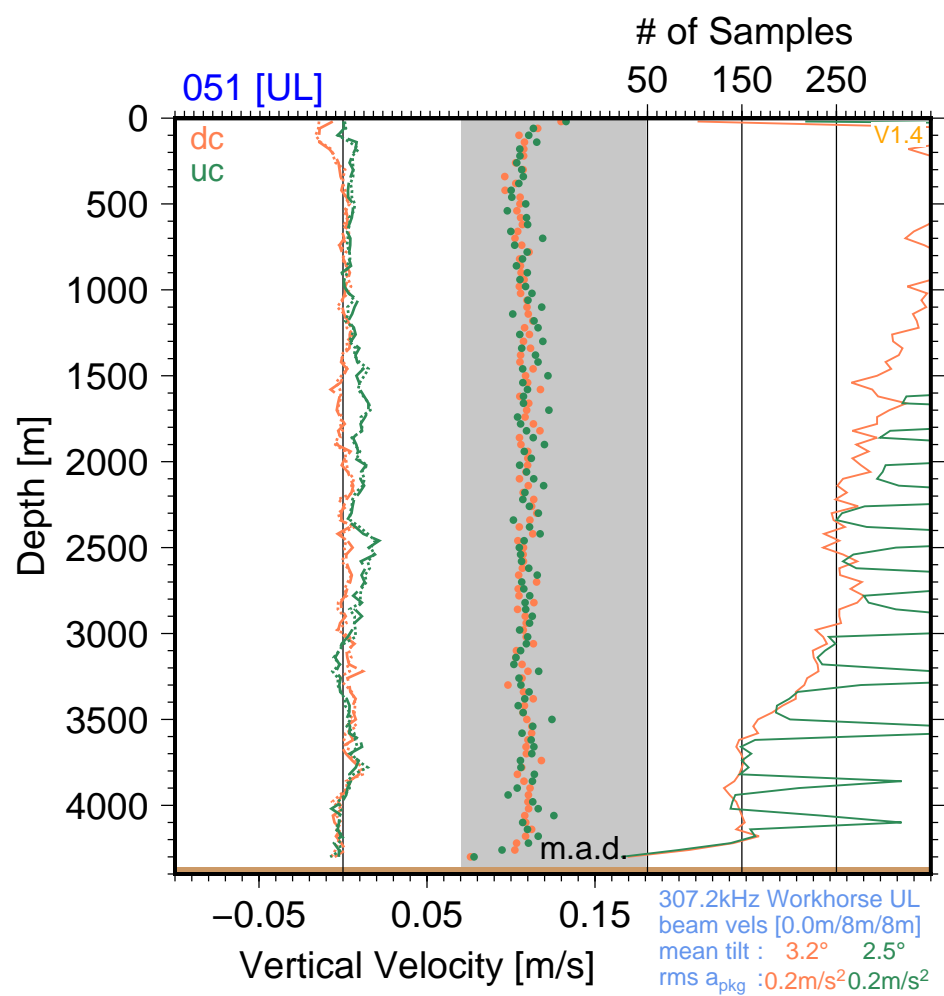 # of Samples
50 150 250
051 [UL]
dc
uc
V1.4
0
500
1000
1500
2000
2500
3000
3500
4000
Depth [m]
m.a.d.
−0.05 0.05 0.15
Vertical Velocity [m/s]
307.2kHz Workhorse UL
beam vels [0.0m/8m/8m]
mean tilt : 3.2° 2.5°
rms a_pkg :0.2m/s² 0.2m/s²